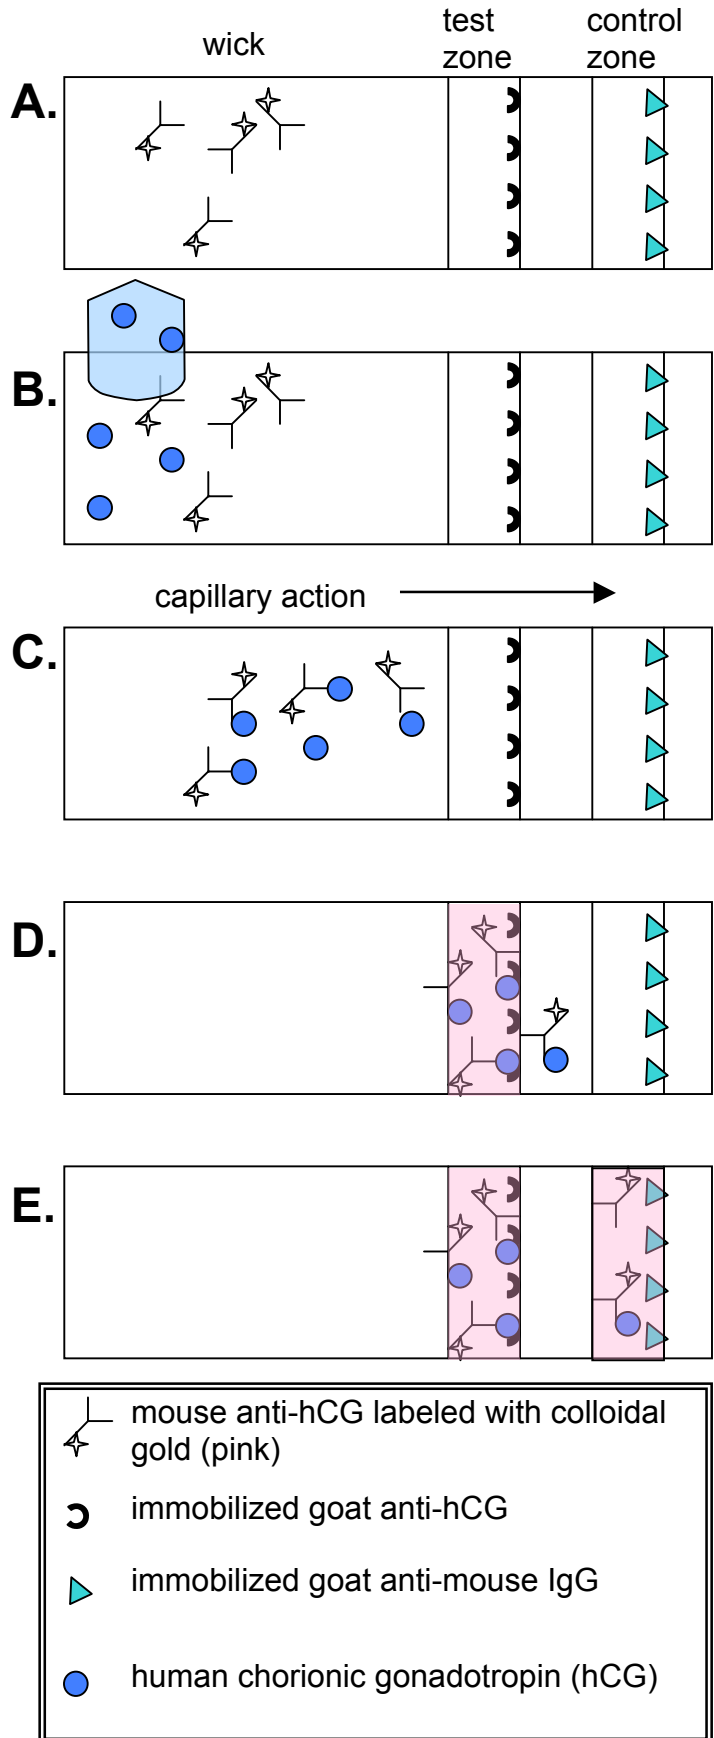 wick
test
zone
control
zone
A.
B.
capillary action
C.
D.
E.
mouse anti-hCG labeled with colloidal
gold (pink)
immobilized goat anti-hCG
immobilized goat anti-mouse IgG
human chorionic gonadotropin (hCG)